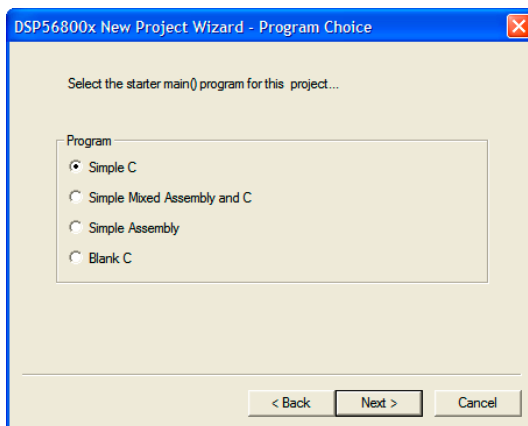 DSP56800x New Project Wizard - Program Choice
Select the starter main() program for this project...
Program
Simple C
Simple Mixed Assembly and C
Simple Assembly
Blank C
< Back Next > Cancel